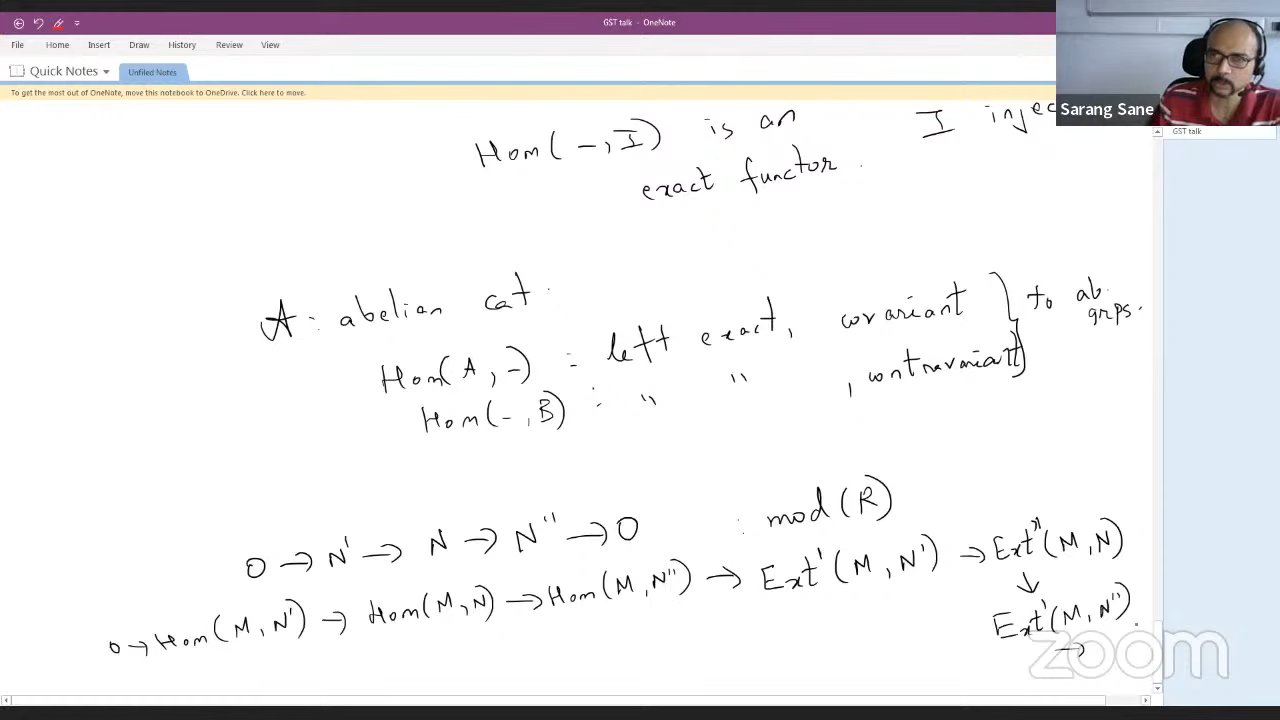 GST talk - OneNote
File Home Insert Draw History Review View
Quick Notes Unfiled Notes
To get the most out of OneNote, move this notebook to OneDrive. Click here to move.
Sarang Sane
GST talk
Hom(-, I) is an I injec
exact functor.
A : abelian cat.
Hom(A, -) : left exact, covariant } to ab. grps.
Hom(-, B) : " " , contravariant
0 → N' → N → N'' → 0 : mod(R)
0 → Hom(M, N') → Hom(M, N) → Hom(M, N'') → Ext'(M, N') → Ext'(M, N)
↓
Ext'(M, N'')
→
zoom